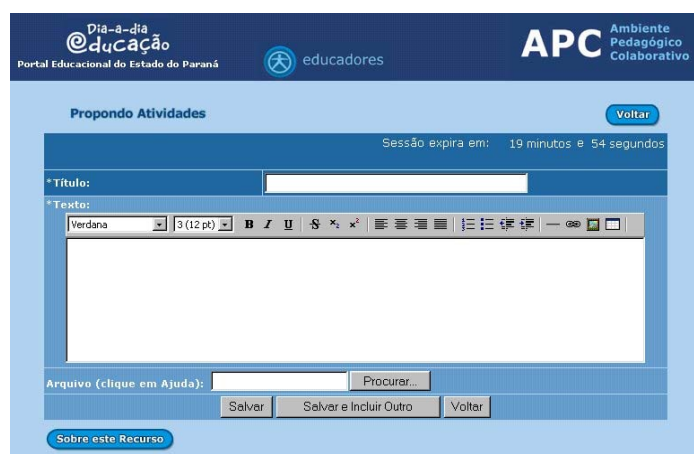 Dia-a-dia
educação
Portal Educacional do Estado do Paraná
educadores
APC
Ambiente
Pedagógico
Colaborativo
Propondo Atividades
Voltar
Sessão expira em: 19 minutos e 54 segundos
*Título:
*Texto:
Verdana 3 (12 pt) B I U S x₂ x²
Arquivo (clique em Ajuda): Procurar...
Salvar Salvar e Incluir Outro Voltar
Sobre este Recurso